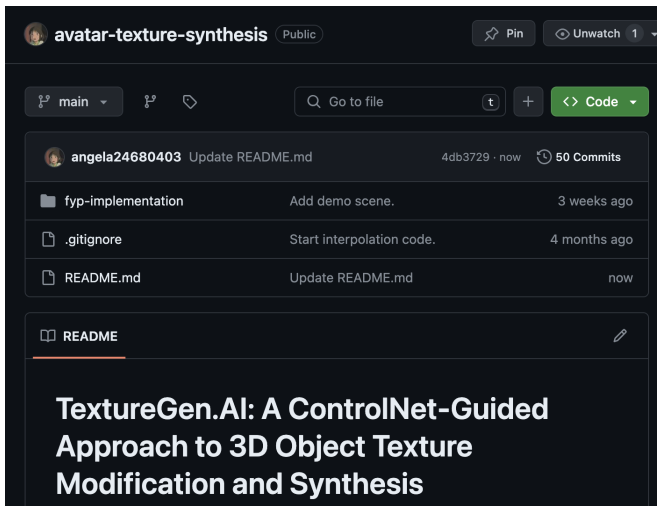 avatar-texture-synthesis Public Pin Unwatch 1
main Go to file t + <> Code
angela24680403 Update README.md 4db3729 · now 50 Commits
fyp-implementation Add demo scene. 3 weeks ago
.gitignore Start interpolation code. 4 months ago
README.md Update README.md now
README
TextureGen.AI: A ControlNet-Guided
Approach to 3D Object Texture
Modification and Synthesis